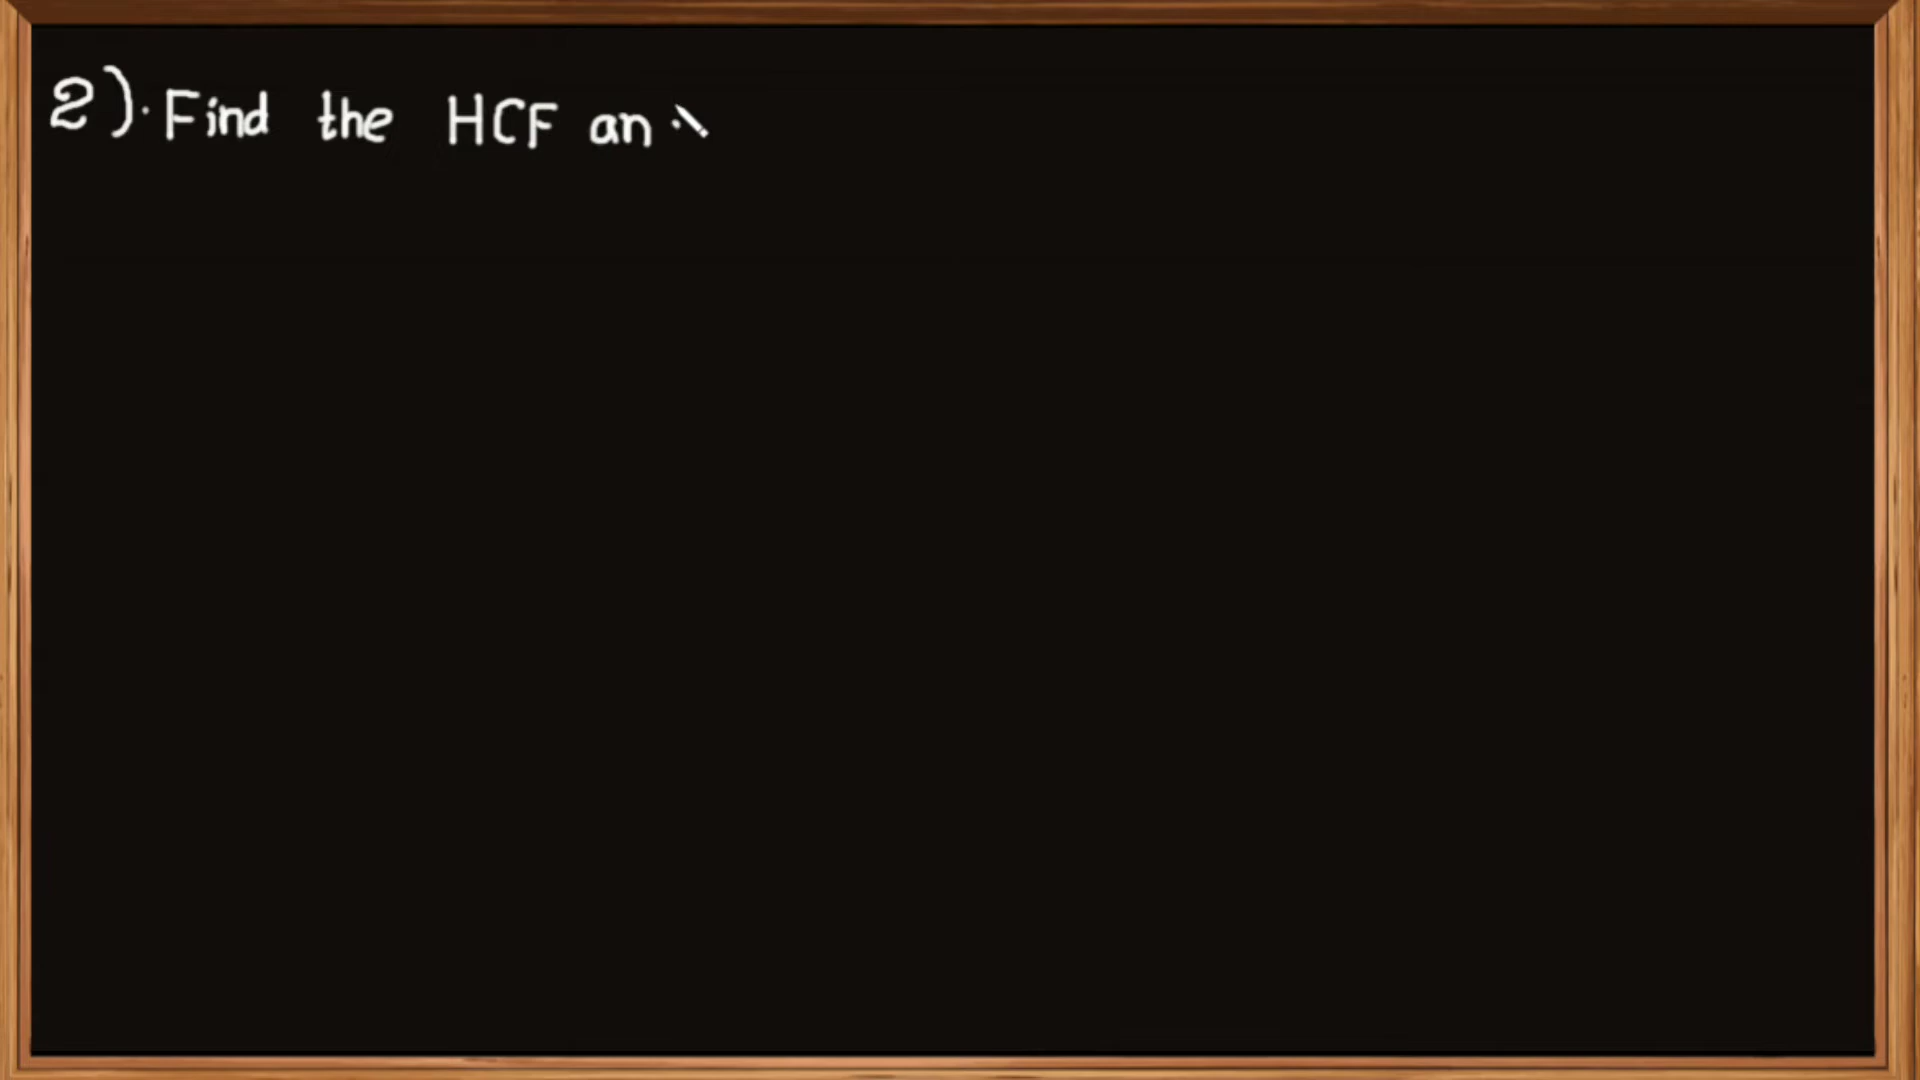 2). Find the HCF an